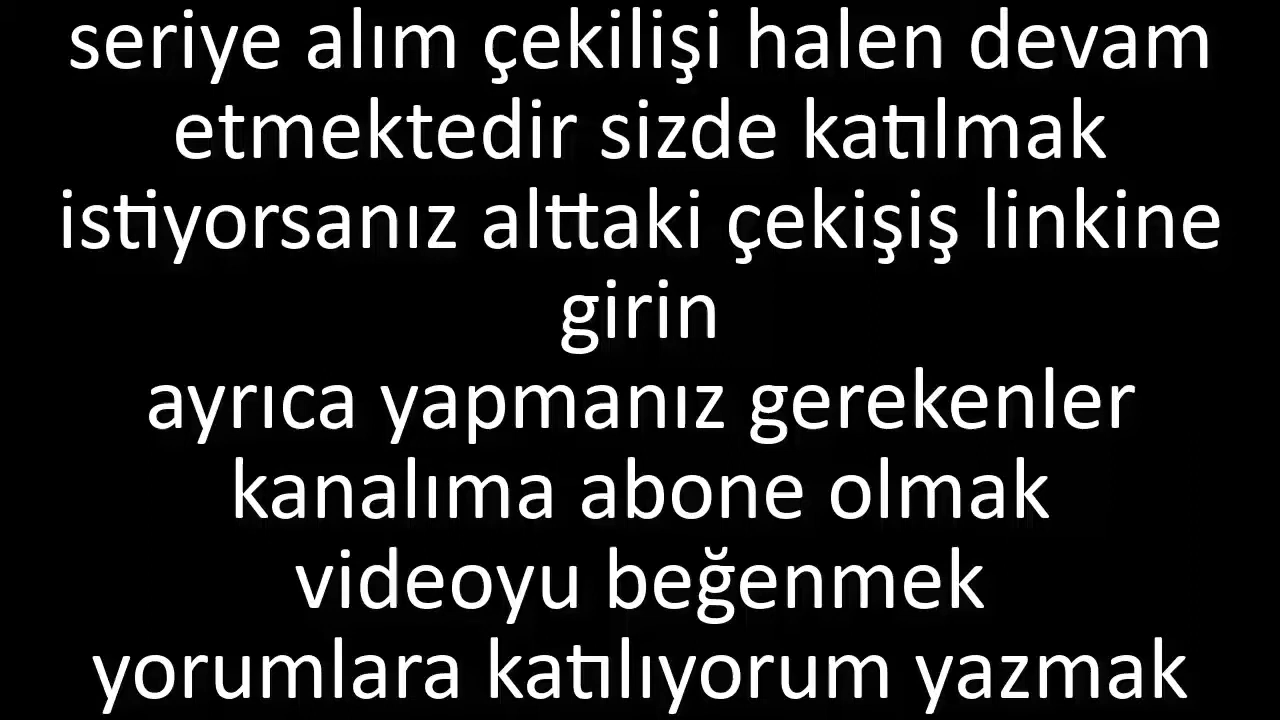 seriye alım çekilişi halen devam
etmektedir sizde katılmak
istiyorsanız alttaki çekişiş linkine
girin
ayrıca yapmanız gerekenler
kanalıma abone olmak
videoyu beğenmek
yorumlara katılıyorum yazmak